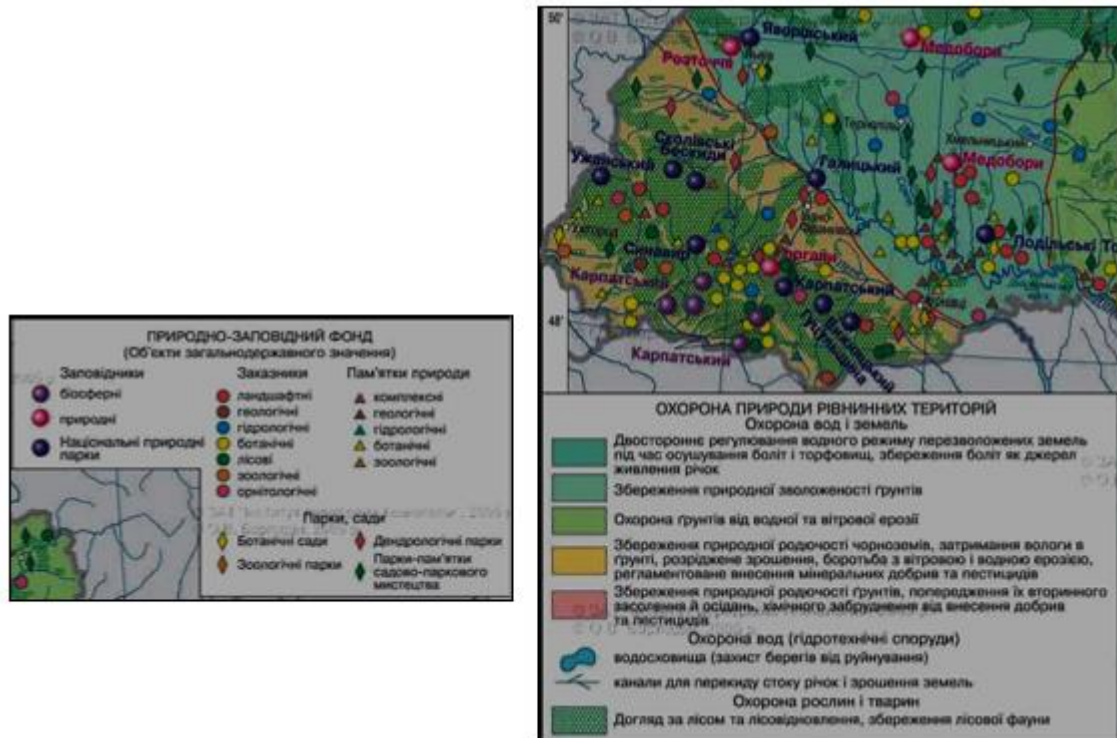 ПРИРОДНО-ЗАПОВІДНИЙ ФОНД
(Об'єкти загальнодержавного значення)
Заповідники
біосферні
природні
Національні природні
парки
Заказники
ландшафтні
геологічні
гідрологічні
ботанічні
лісові
зоологічні
орнітологічні
Пам'ятки природи
комплексні
геологічні
гідрологічні
ботанічні
зоологічні
Парки, сади
Ботанічні сади
Зоологічні парки
Дендрологічні парки
Парки-пам'ятки
садово-паркового
мистецтва
50°
Яворівський
Медобори
Розточчя
Львів
Тернопіль
Хмельницький
Сколівські
Бескиди
Ужанський
Галицький
Медобори
Ужгород
Синевир
Горгани
Подільські То
Карпатський
Карпатський
48°
Карпатський
ОХОРОНА ПРИРОДИ РІВНИННИХ ТЕРИТОРІЙ
Охорона вод і земель
Двостороннє регулювання водного режиму перезволожених земель
під час осушування боліт і торфовищ, збереження боліт як джерел
живлення річок
Збереження природної зволоженості ґрунтів
Охорона ґрунтів від водної та вітрової ерозії
Збереження природної родючості чорноземів, затримання вологи в
ґрунті, розріджене зрошення, боротьба з вітровою і водною ерозією,
регламентоване внесення мінеральних добрив та пестицидів
Збереження природної родючості ґрунтів, попередження їх вторинного
засолення й осідань, хімічного забруднення від внесення добрив
та пестицидів
Охорона вод (гідротехнічні споруди)
водосховища (захист берегів від руйнування)
канали для перекиду стоку річок і зрошення земель
Охорона рослин і тварин
Догляд за лісом та лісовідновлення, збереження лісової фауни